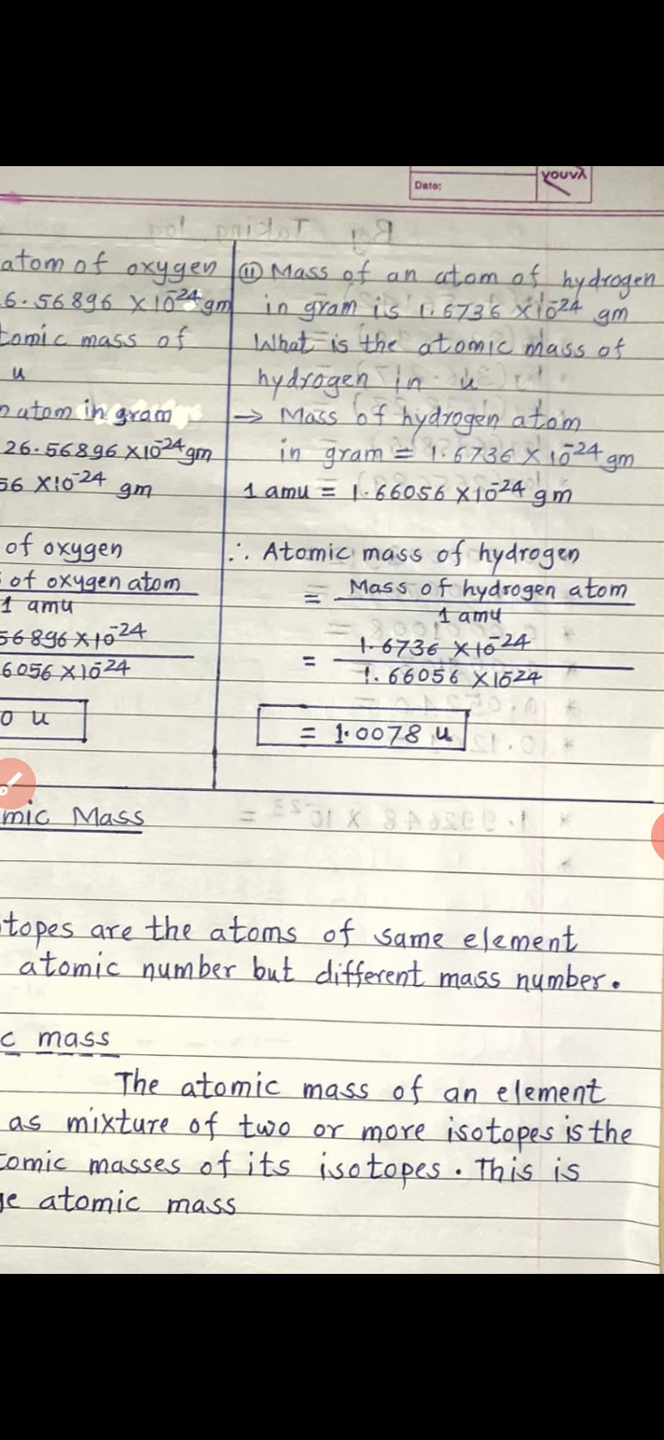 Date:
YOUVA
atom of oxygen
6.56896 ×10⁻²⁴gm
tomic mass of
u
n atom in gram
26.56896 ×10⁻²⁴gm
56 ×10⁻²⁴ gm
of oxygen
of oxygen atom
1 amu
56896 ×10⁻²⁴
6056 ×10⁻²⁴
0 u
(ii) Mass of an atom of hydrogen
in gram is 1.6736 ×10⁻²⁴ gm
What is the atomic mass of
hydrogen in u
→ Mass of hydrogen atom
in gram = 1.6736 × 10⁻²⁴ gm
1 amu = 1.66056 ×10⁻²⁴ gm
∴ Atomic mass of hydrogen
= Mass of hydrogen atom
1 amu
= 1.6736 ×10⁻²⁴
1.66056 ×10⁻²⁴
= 1.0078 u
mic Mass
topes are the atoms of same element
atomic number but different mass number.
c mass
The atomic mass of an element
as mixture of two or more isotopes is the
tomic masses of its isotopes. This is
ge atomic mass